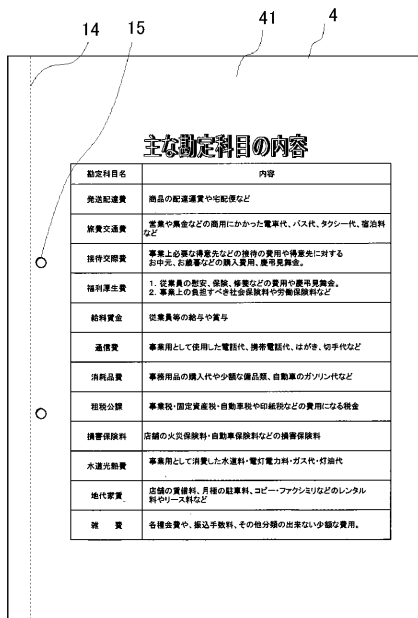 14
15
41
4
主な勘定科目の内容
勘定科目名 内容
発送配達費 商品の配達運賃や宅配便など
旅費交通費 営業や集金などの商用にかかった電車代、バス代、タクシー代、宿泊料
など
接待交際費 事業上必要な得意先などの接待の費用や得意先に対する
お中元、お歳暮などの購入費用、慶弔見舞金。
福利厚生費 1. 従業員の慰安、保険、修養などの費用や慶弔見舞金。
2. 事業上の負担すべき社会保険料や労働保険料など
給料賃金 従業員等の給与や賞与
通信費 事業用として使用した電話代、携帯電話代、はがき、切手代など
消耗品費 事務用品の購入代や少額な備品類、自動車のガソリン代など
租税公課 事業税・固定資産税・自動車税や印紙税などの費用になる税金
損害保険料 店舗の火災保険料・自動車保険料などの損害保険料
水道光熱費 事業用として消費した水道料・電灯電力料・ガス代・灯油代
地代家賃 店舗の賃借料、月極の駐車料、コピー・ファクシミリなどのレンタル
料やリース料など
雑 費 各種会費や、振込手数料、その他分類の出来ない少額な費用。